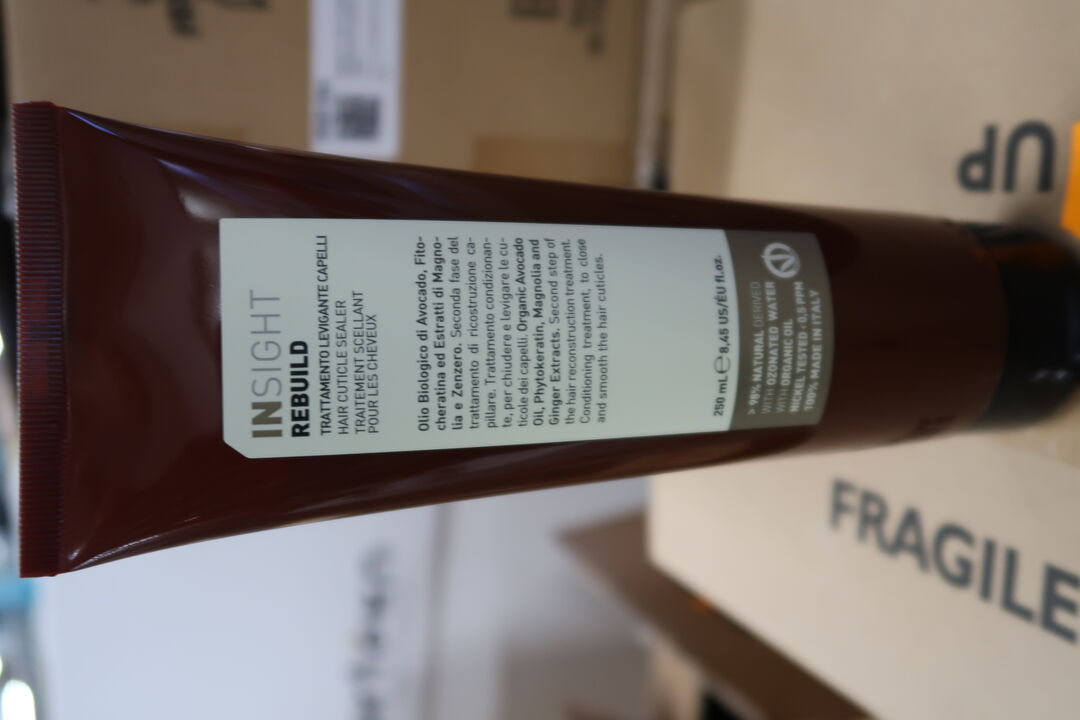 INSIGHT
REBUILD
TRATTAMENTO LEVIGANTE CAPELLI
HAIR CUTICLE SEALER
TRAITEMENT SCELLANT
POUR LES CHEVEUX
Olio Biologico di Avocado, Fito-
cheratina ed Estratti di Magno-
lia e Zenzero. Seconda fase del
trattamento di ricostruzione ca-
pillare. Trattamento condizionan-
te, per chiudere e levigare le cu-
ticole dei capelli. Organic Avocado
Oil, Phytokeratin, Magnolia and
Ginger Extracts. Second step of
the hair reconstruction treatment.
Conditioning treatment, to close
and smooth the hair cuticles.
250 mL ℮ 8,45 US/ÉU fl.oz.
> 98% NATURAL DERIVED
WITH OZONATED WATER
WITH ORGANIC OIL
NICKEL TESTED <0,5 PPM
100% MADE IN ITALY
UP
FRAGILE